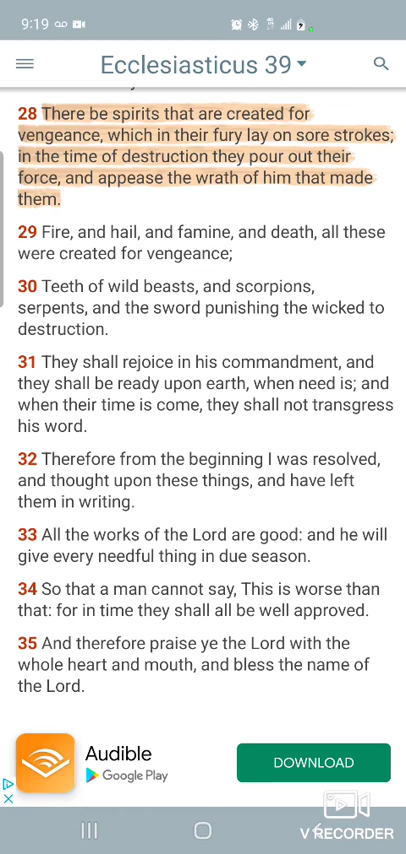 9:19
Ecclesiasticus 39
28 There be spirits that are created for
vengeance, which in their fury lay on sore strokes;
in the time of destruction they pour out their
force, and appease the wrath of him that made
them.
29 Fire, and hail, and famine, and death, all these
were created for vengeance;
30 Teeth of wild beasts, and scorpions,
serpents, and the sword punishing the wicked to
destruction.
31 They shall rejoice in his commandment, and
they shall be ready upon earth, when need is; and
when their time is come, they shall not transgress
his word.
32 Therefore from the beginning I was resolved,
and thought upon these things, and have left
them in writing.
33 All the works of the Lord are good: and he will
give every needful thing in due season.
34 So that a man cannot say, This is worse than
that: for in time they shall all be well approved.
35 And therefore praise ye the Lord with the
whole heart and mouth, and bless the name of
the Lord.
Audible
Google Play
DOWNLOAD
V RECORDER